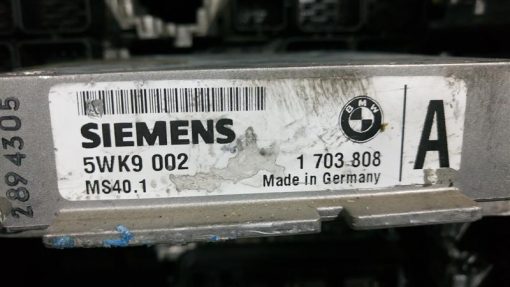 SIEMENS
BMW
A
5WK9 002
1 703 808
MS40.1
Made in Germany
2894305